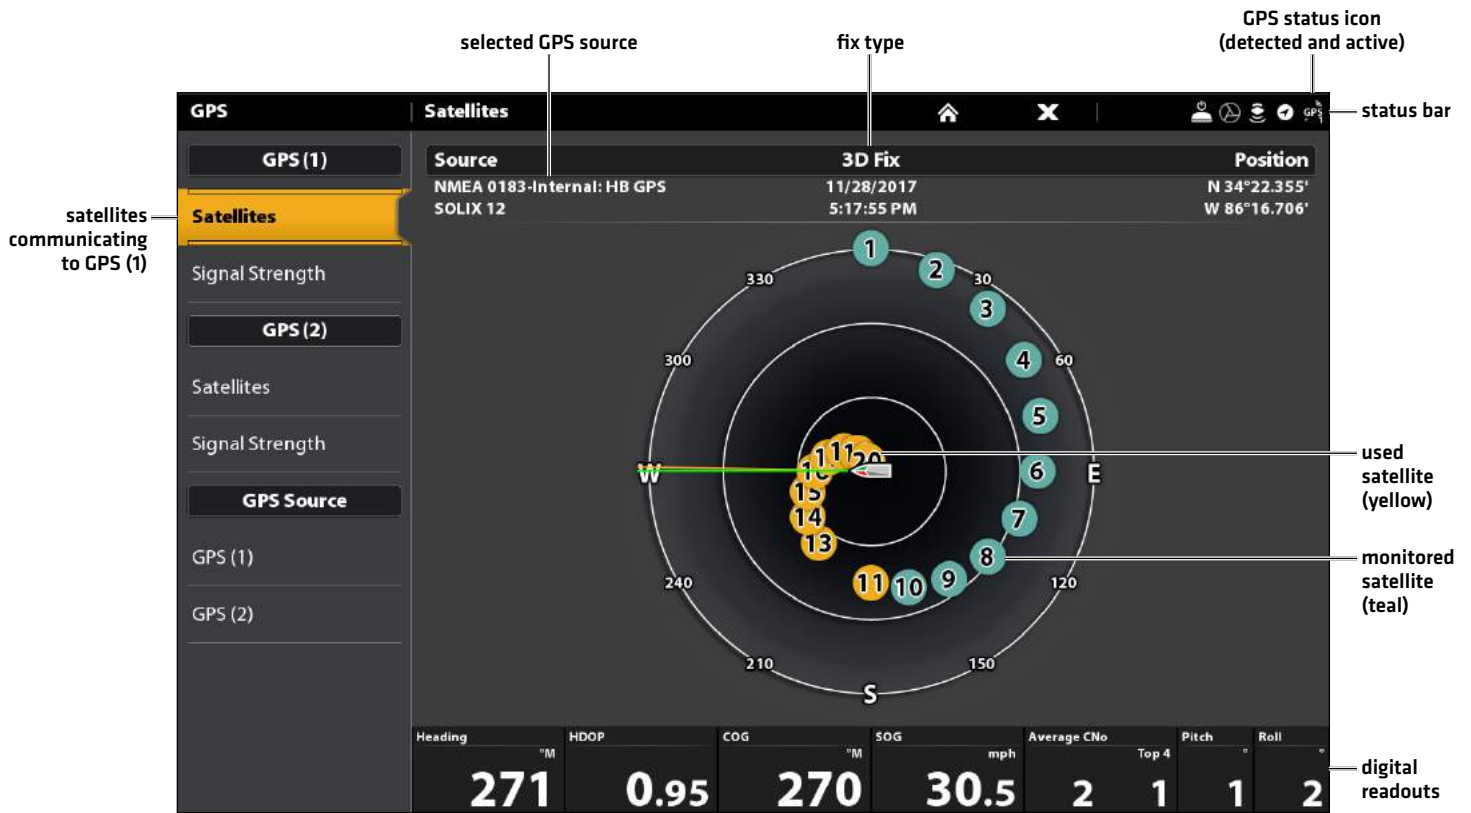 GPS status icon
(detected and active)
selected GPS source
fix type
status bar
GPS
Satellites
GPS
GPS (1)
Source
3D Fix
Position
NMEA 0183-Internal: HB GPS
11/28/2017
N 34°22.355'
SOLIX 12
5:17:55 PM
W 86°16.706'
satellites
communicating
to GPS (1)
Satellites
Signal Strength
GPS (2)
Satellites
Signal Strength
GPS Source
GPS (1)
GPS (2)
1
2
330
30
3
300
4
60
5
20
W
6
E
15
14
7
13
8
11
10
9
240
120
210
150
S
used
satellite
(yellow)
monitored
satellite
(teal)
Heading
°M
271
HDOP
0.95
COG
°M
270
SOG
mph
30.5
Average CNo
Top 4
2
1
Pitch
°
1
Roll
°
2
digital
readouts